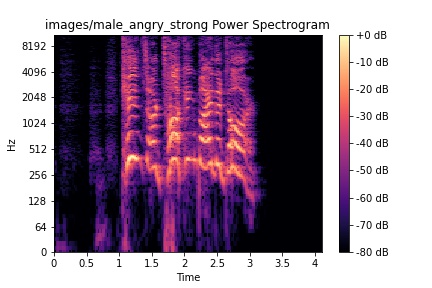 images/male_angry_strong Power Spectrogram
8192
4096
2048
1024
512
256
128
64
0
Hz
0
0.5
1
1.5
2
2.5
3
3.5
4
Time
+0 dB
-10 dB
-20 dB
-30 dB
-40 dB
-50 dB
-60 dB
-70 dB
-80 dB